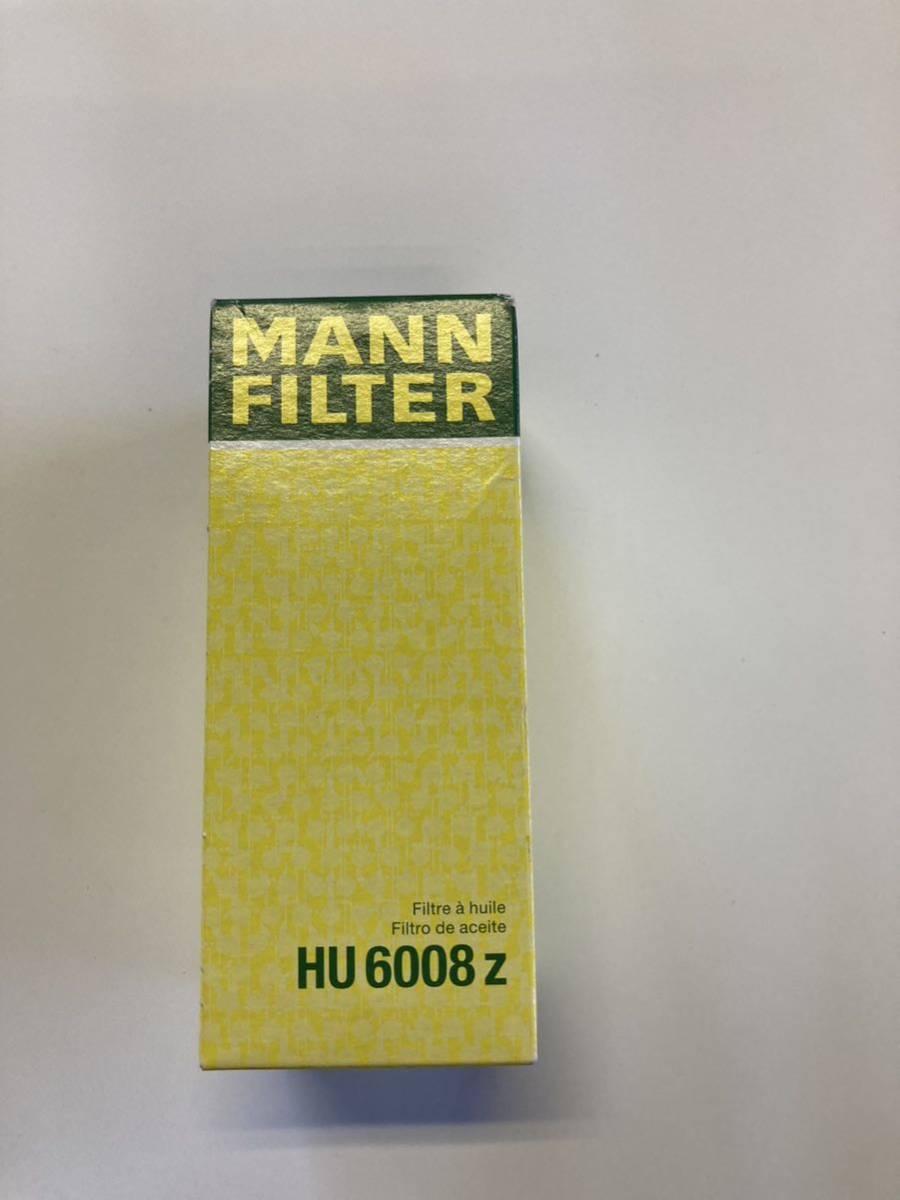 MANN
FILTER
Filtre à huile
Filtro de aceite
HU 6008 z